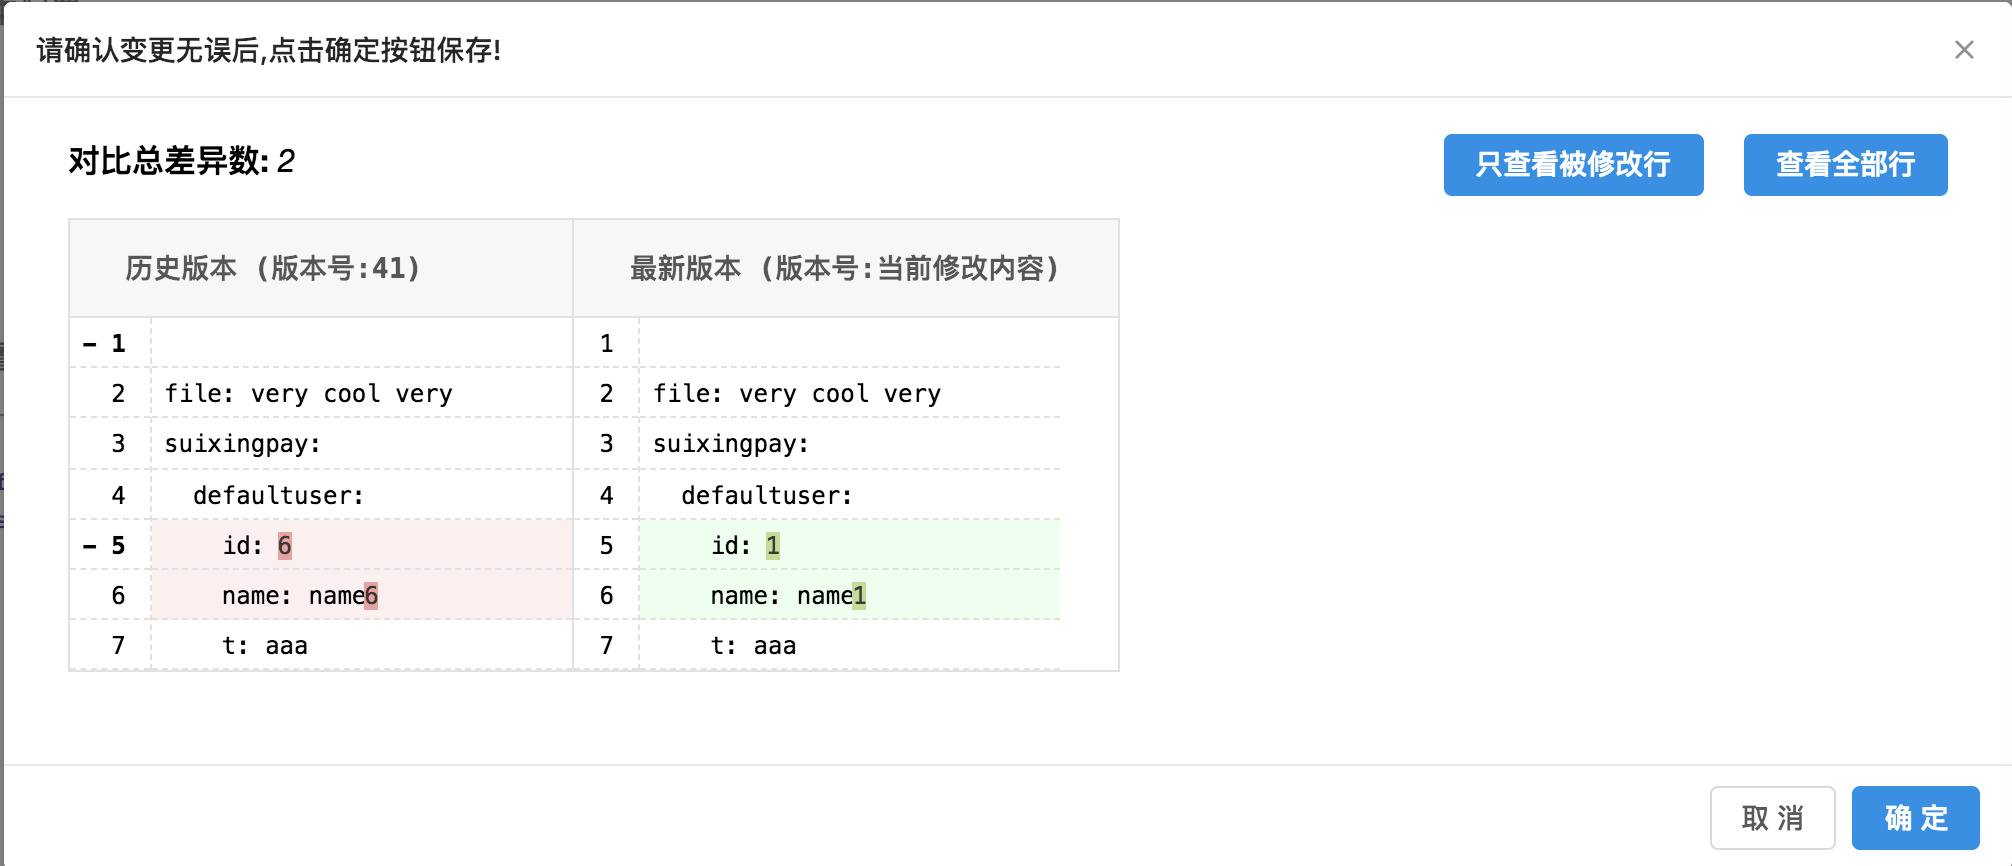 请确认变更无误后,点击确定按钮保存!
对比总差异数: 2
只查看被修改行 查看全部行
历史版本 (版本号:41) 最新版本 (版本号:当前修改内容)
- 1 1
2 file: very cool very 2 file: very cool very
3 suixingpay: 3 suixingpay:
4 defaultuser: 4 defaultuser:
- 5 id: 6 5 id: 1
6 name: name6 6 name: name1
7 t: aaa 7 t: aaa
取 消 确 定